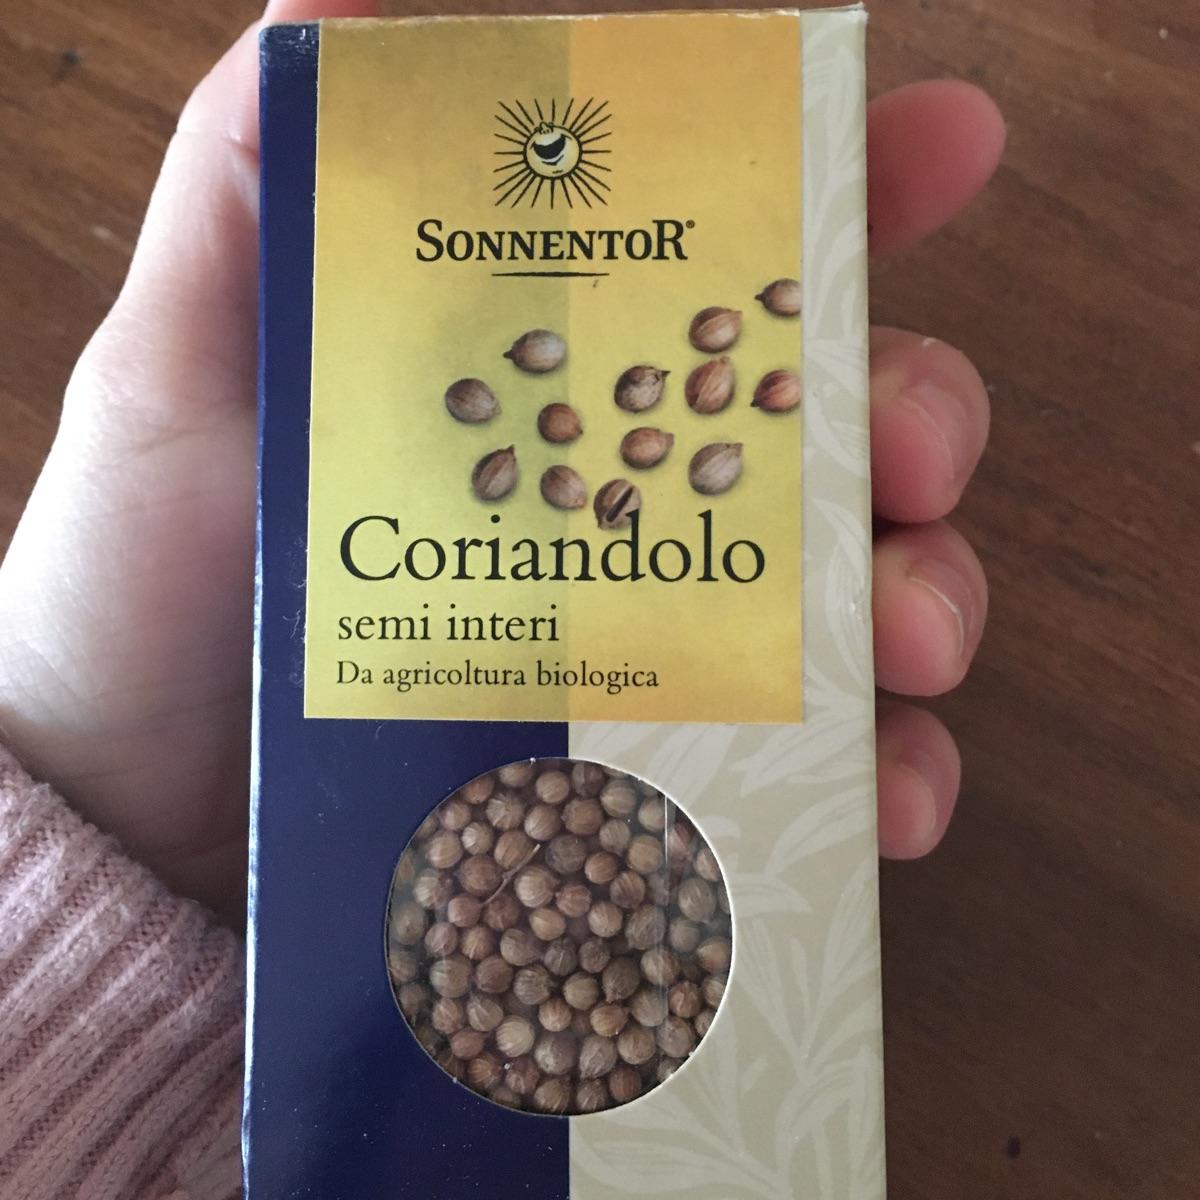 SONNENTOR®
Coriandolo
semi interi
Da agricoltura biologica